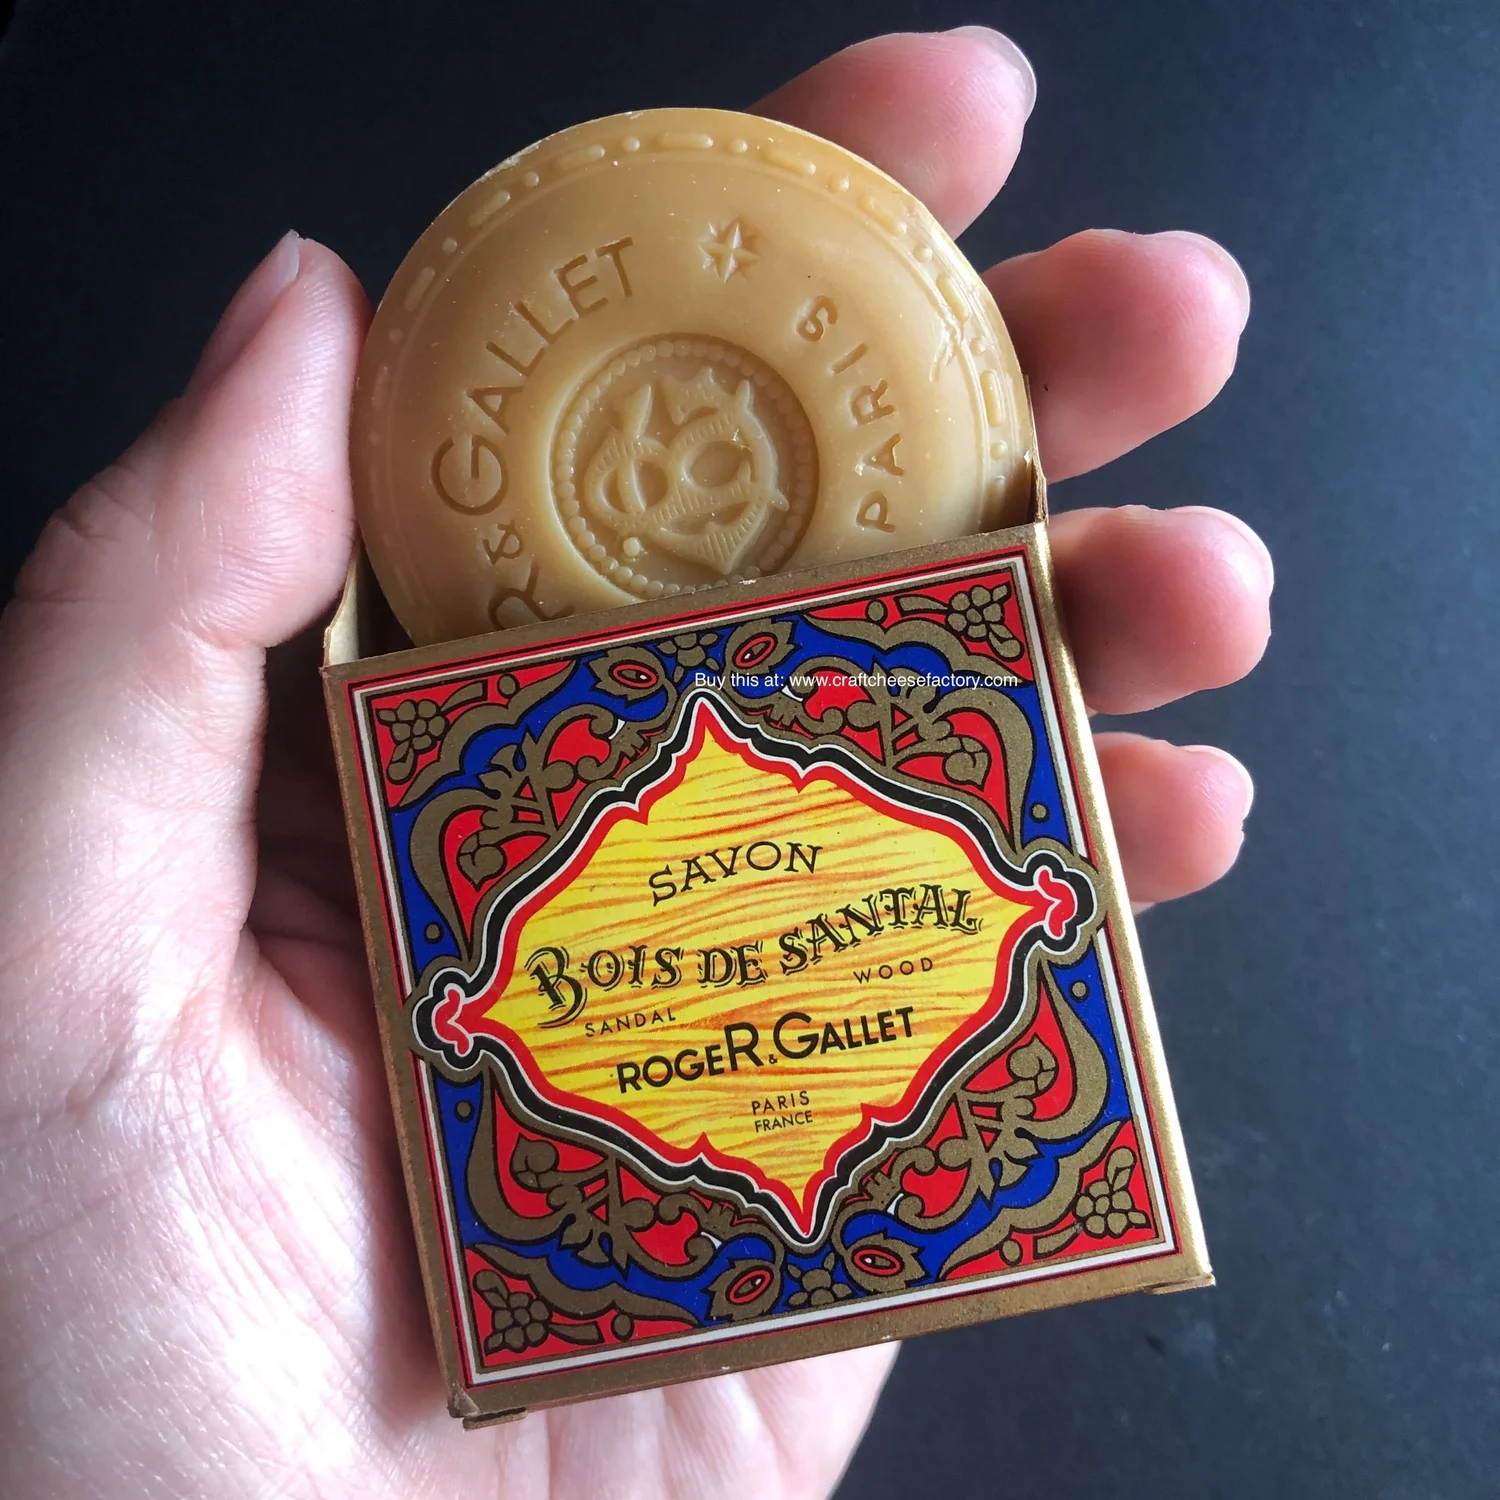 R & GALLET
PARIS
Buy this at: www.craftcheesefactory.com
SAVON
BOIS DE SANTAL
SANDAL WOOD
ROGER & GALLET
PARIS
FRANCE